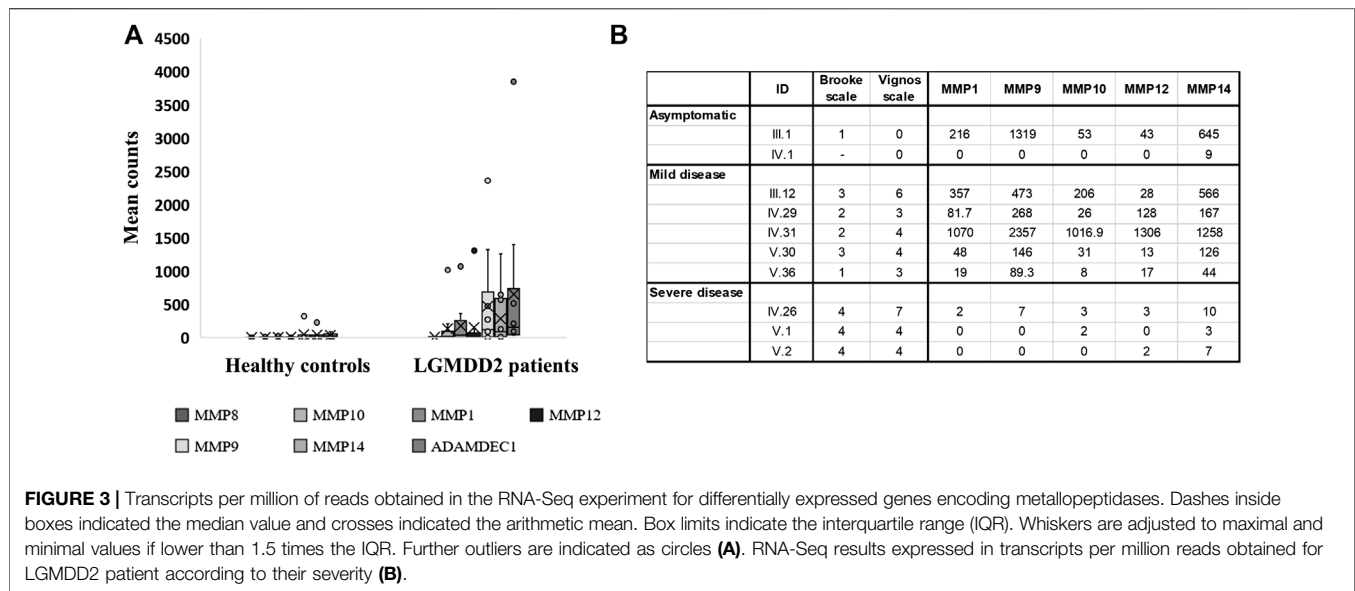 A
Mean counts
4500
4000
3500
3000
2500
2000
1500
1000
500
0
Healthy controls LGMDD2 patients
MMP8 MMP10 MMP1 MMP12
MMP9 MMP14 ADAMDEC1
B
ID Brooke scale Vignos scale MMP1 MMP9 MMP10 MMP12 MMP14
Asymptomatic
III.1 1 0 216 1319 53 43 645
IV.1 - 0 0 0 0 0 9
Mild disease
III.12 3 6 357 473 206 28 566
IV.29 2 3 81.7 268 26 128 167
IV.31 2 4 1070 2357 1016.9 1306 1258
V.30 3 4 48 146 31 13 126
V.36 1 3 19 89.3 8 17 44
Severe disease
IV.26 4 7 2 7 3 3 10
V.1 4 4 0 0 2 0 3
V.2 4 4 0 0 0 2 7
FIGURE 3 | Transcripts per million of reads obtained in the RNA-Seq experiment for differentially expressed genes encoding metallopeptidases. Dashes inside
boxes indicated the median value and crosses indicated the arithmetic mean. Box limits indicate the interquartile range (IQR). Whiskers are adjusted to maximal and
minimal values if lower than 1.5 times the IQR. Further outliers are indicated as circles (A). RNA-Seq results expressed in transcripts per million reads obtained for
LGMDD2 patient according to their severity (B).